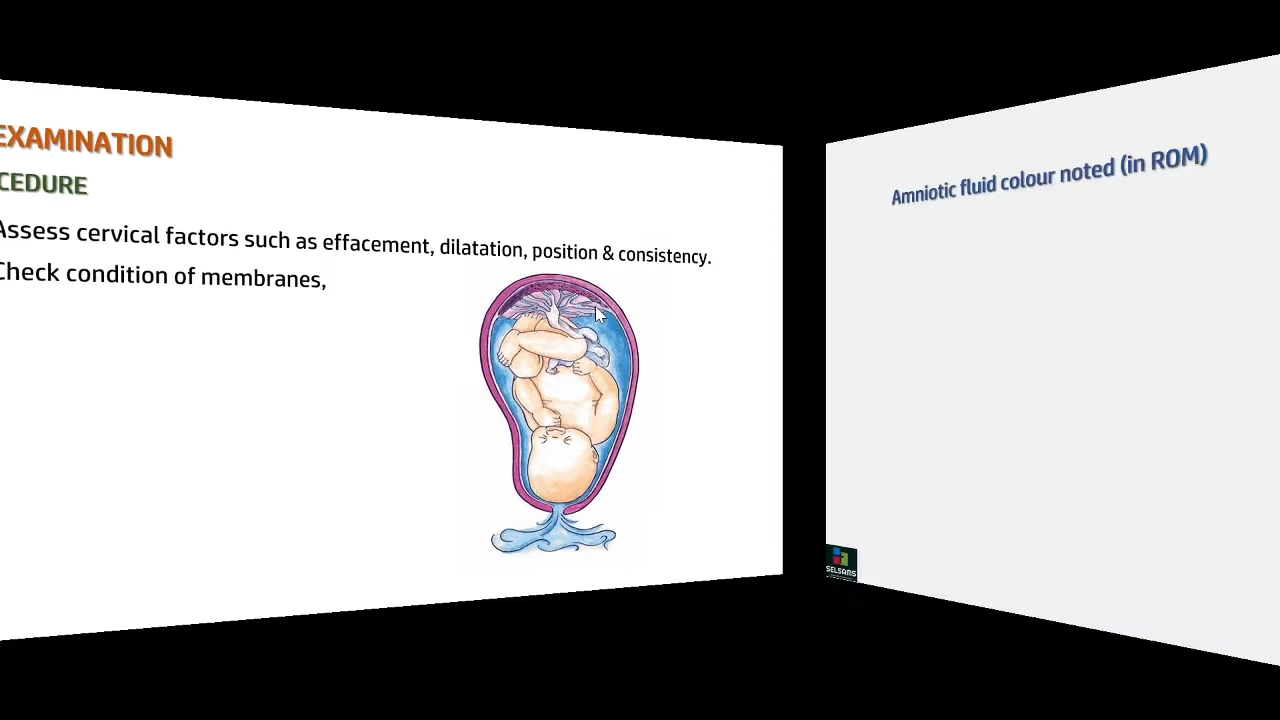 EXAMINATION
CEDURE
Assess cervical factors such as effacement, dilatation, position & consistency.
Check condition of membranes,
Amniotic fluid colour noted (in ROM)
SELSAMS